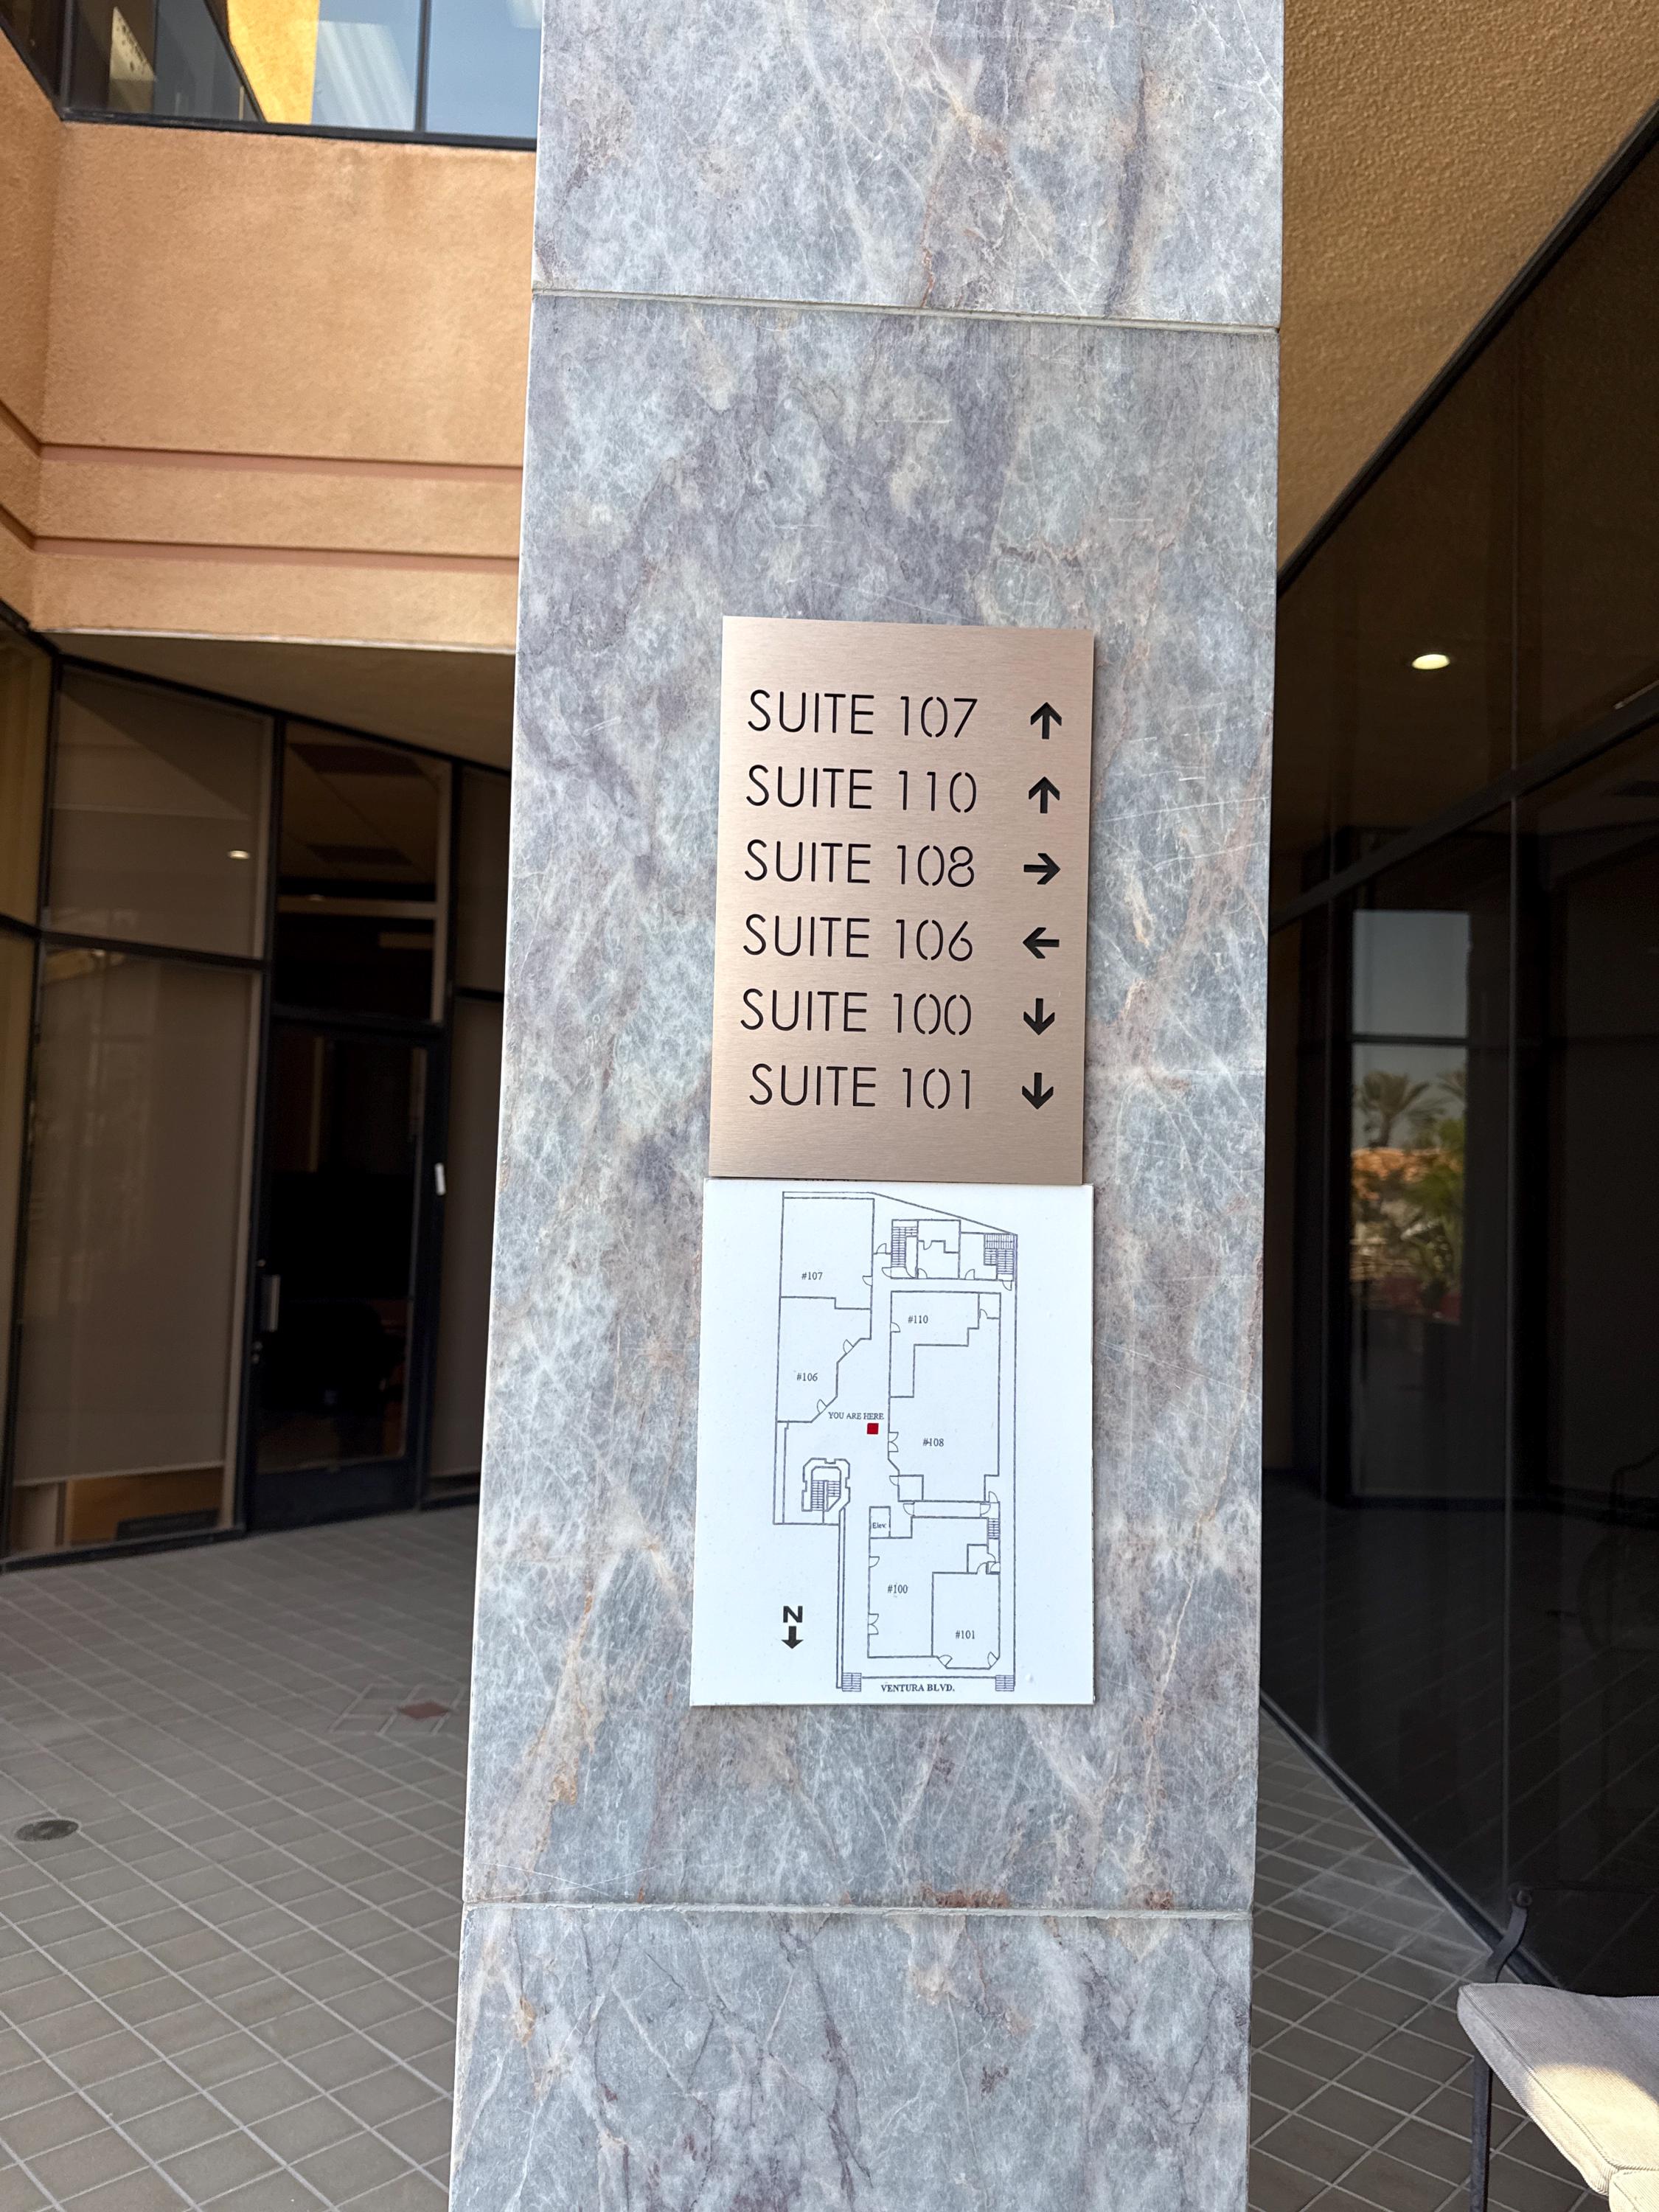 SUITE 107 ↑
SUITE 110 ↑
SUITE 108 →
SUITE 106 ←
SUITE 100 ↓
SUITE 101 ↓
#107
#110
#106
YOU ARE HERE
#108
Elev.
#100
N
#101
VENTURA BLVD.